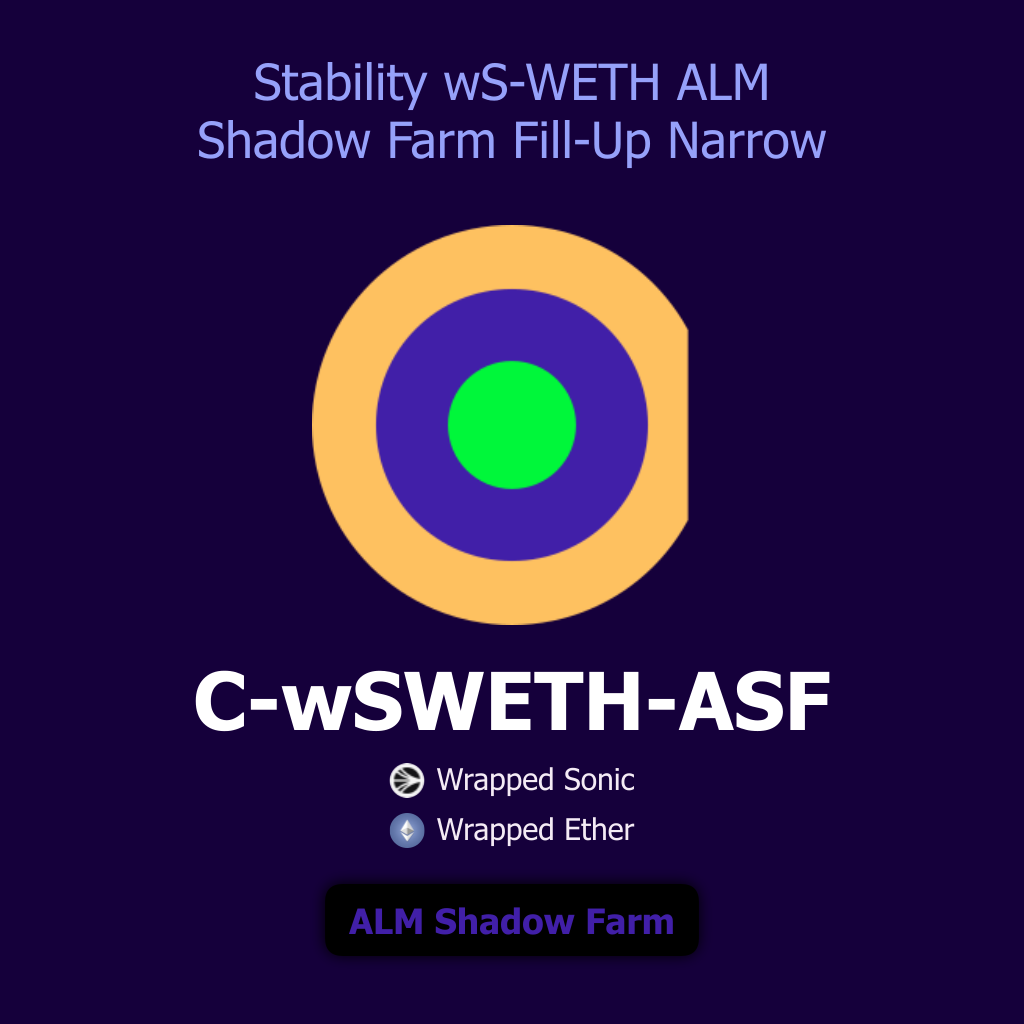 Stability wS-WETH ALM
Shadow Farm Fill-Up Narrow
C-wSWETH-ASF
Wrapped Sonic
Wrapped Ether
ALM Shadow Farm